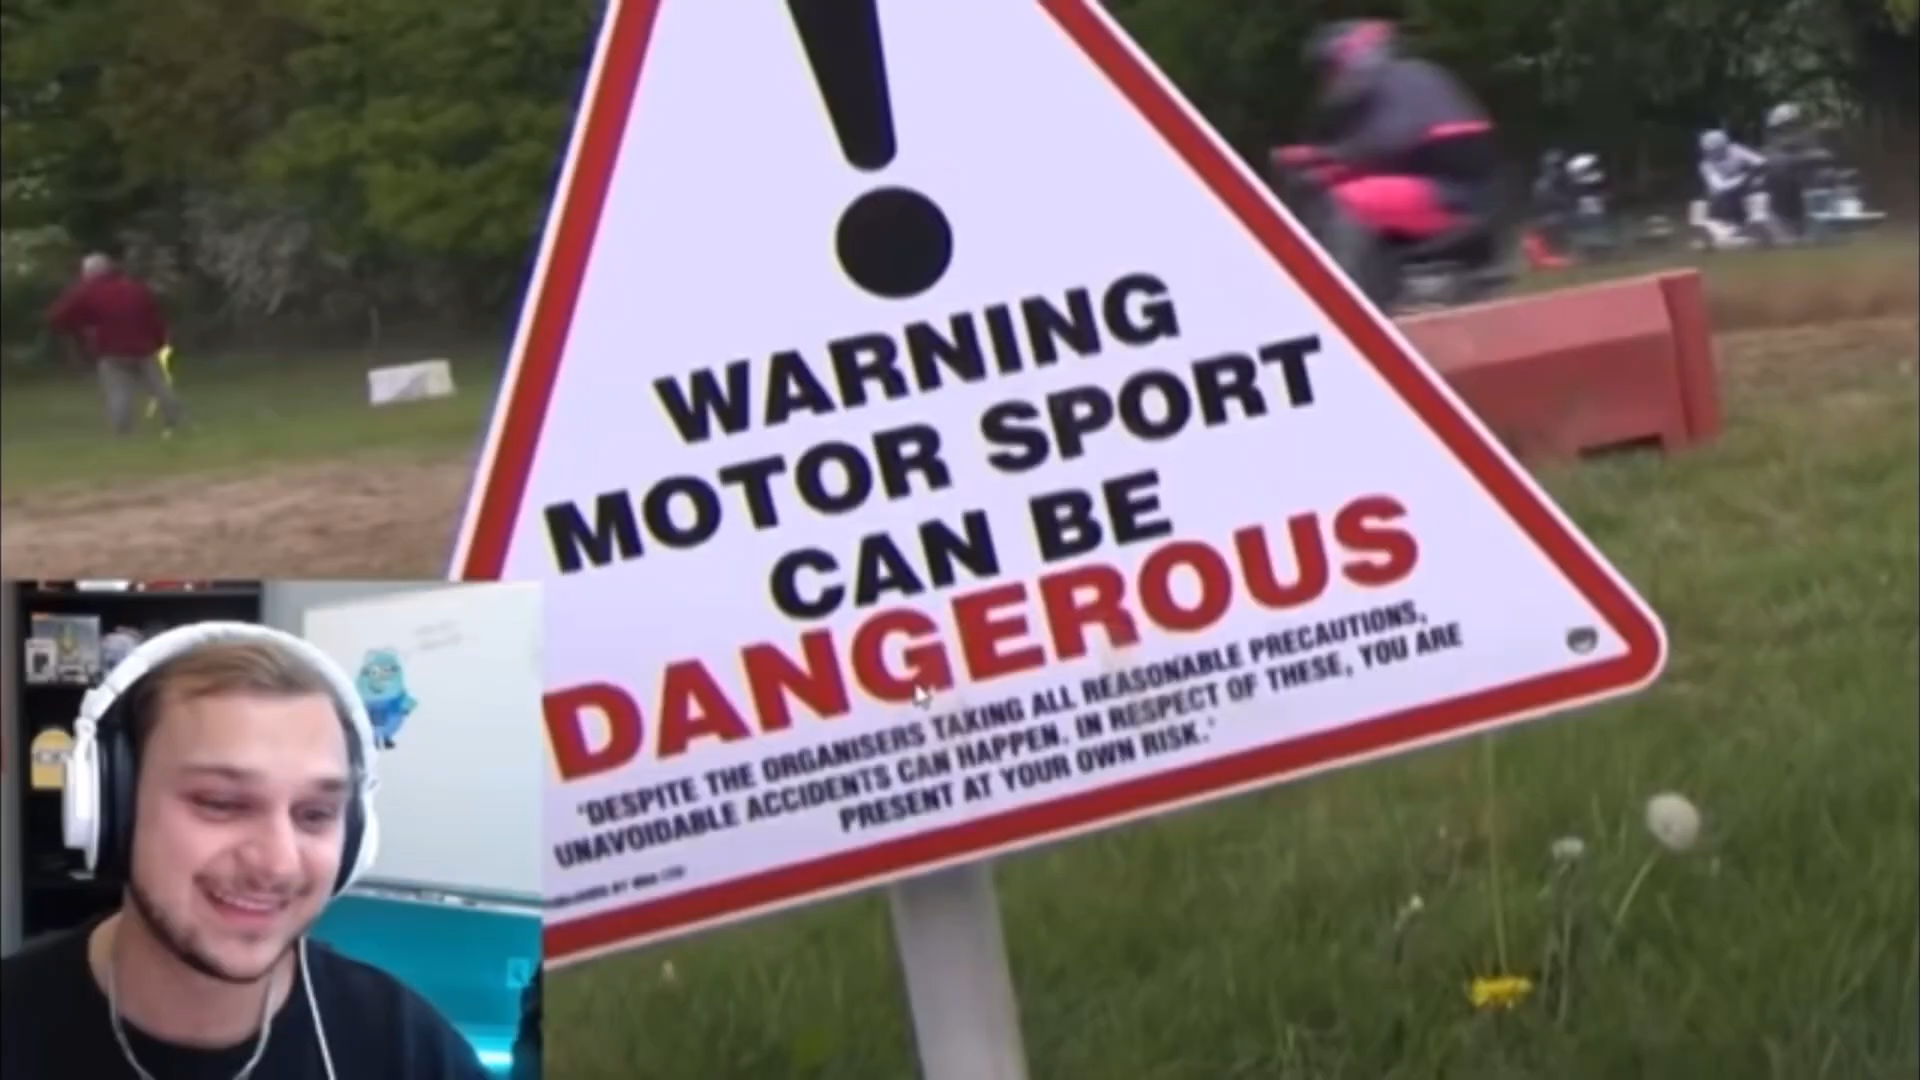 WARNING
MOTOR SPORT
CAN BE
DANGEROUS
'DESPITE THE ORGANISERS TAKING ALL REASONABLE PRECAUTIONS,
UNAVOIDABLE ACCIDENTS CAN HAPPEN. IN RESPECT OF THESE, YOU ARE
PRESENT AT YOUR OWN RISK.'